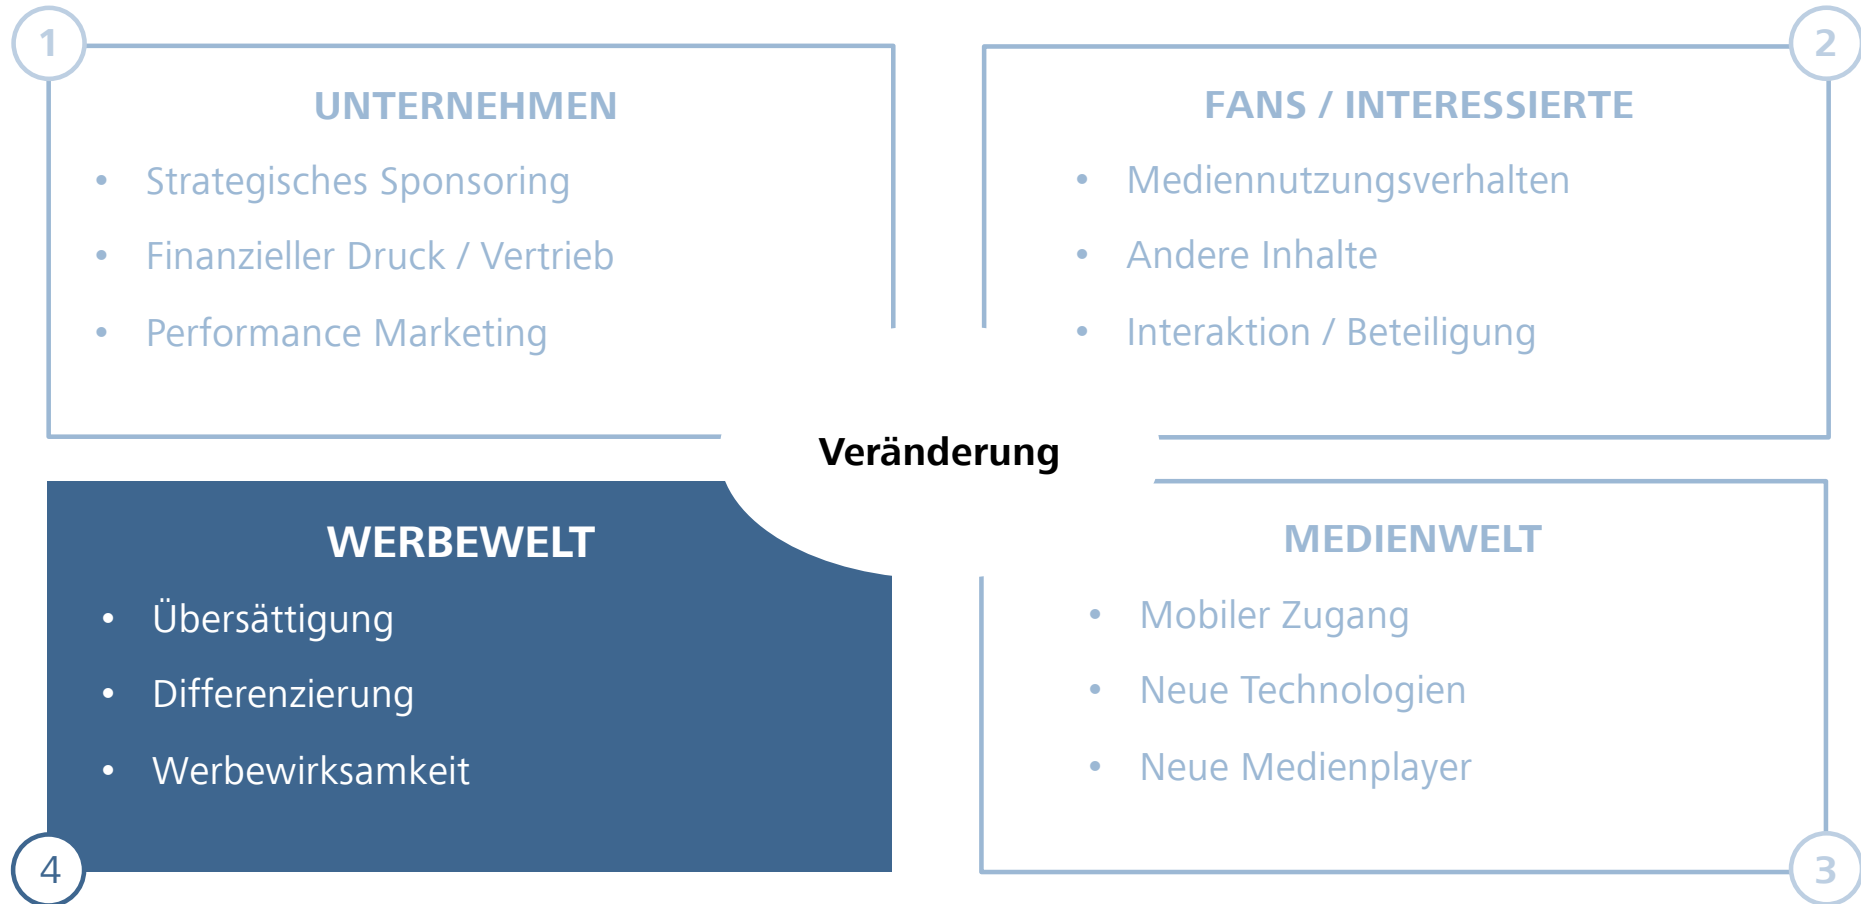 1
UNTERNEHMEN
• Strategisches Sponsoring
• Finanzieller Druck / Vertrieb
• Performance Marketing
2
FANS / INTERESSIERTE
• Mediennutzungsverhalten
• Andere Inhalte
• Interaktion / Beteiligung
Veränderung
WERBEWELT
• Übersättigung
• Differenzierung
• Werbewirksamkeit
4
MEDIENWELT
• Mobiler Zugang
• Neue Technologien
• Neue Medienplayer
3